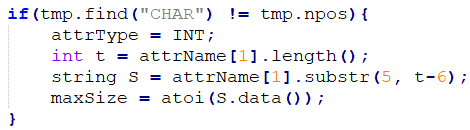 if(tmp.find("CHAR") != tmp.npos){
    attrType = INT;
    int t = attrName[1].length();
    string S = attrName[1].substr(5, t-6);
    maxSize = atoi(S.data());
}